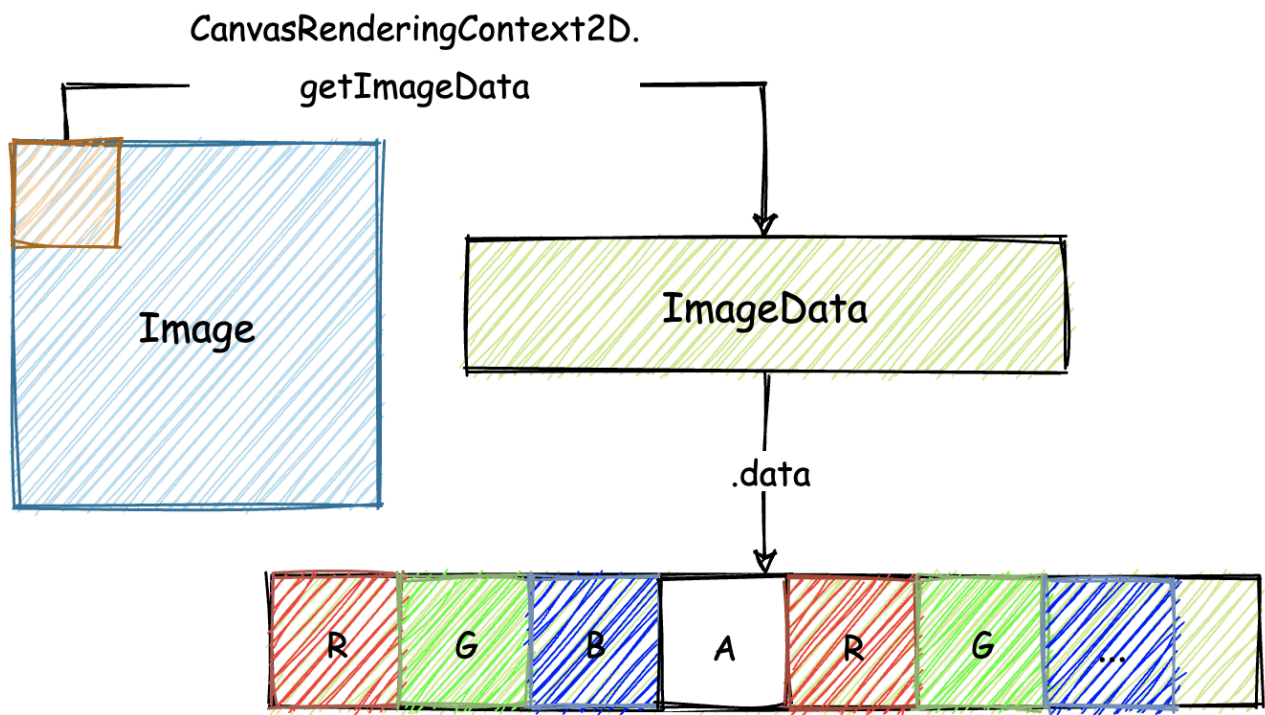 CanvasRenderingContext2D.
getImageData
Image
ImageData
.data
R G B A R G ...